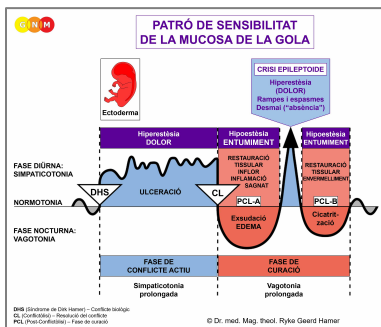 GNM
PATRÓ DE SENSIBILITAT
DE LA MUCOSA DE LA GOLA
CRISI EPILEPTOIDE
Hiperestèsia
(DOLOR)
Rampes i espasmes
Desmai ("absència")
Ectoderma
Hiperestèsia
DOLOR
Hipoestèsia
ENTUMIMENT
Hipoestèsia
ENTUMIMENT
FASE DIÜRNA:
SIMPATICOTONIA
RESTAURACIÓ
TISSULAR
INFLOR
INFLAMACIÓ
SAGNAT
RESTAURACIÓ
TISSULAR
ENVERMELLIMENT
DHS
ULCERACIÓ
CL
NORMOTONIA
PCL-A
PCL-B
FASE NOCTURNA:
VAGOTONIA
Exsudació
EDEMA
Cicatrit-
zació
FASE DE
CONFLICTE ACTIU
FASE DE
CURACIÓ
Simpaticotonia
prolongada
Vagotonia
prolongada
DHS (Síndrome de Dirk Hamer) – Conflicte biològic
CL (Conflictòlisi) – Resolució del conflicte
PCL (Post-Conflictòlisi) – Fase de curació
© Dr. med. Mag. theol. Ryke Geerd Hamer